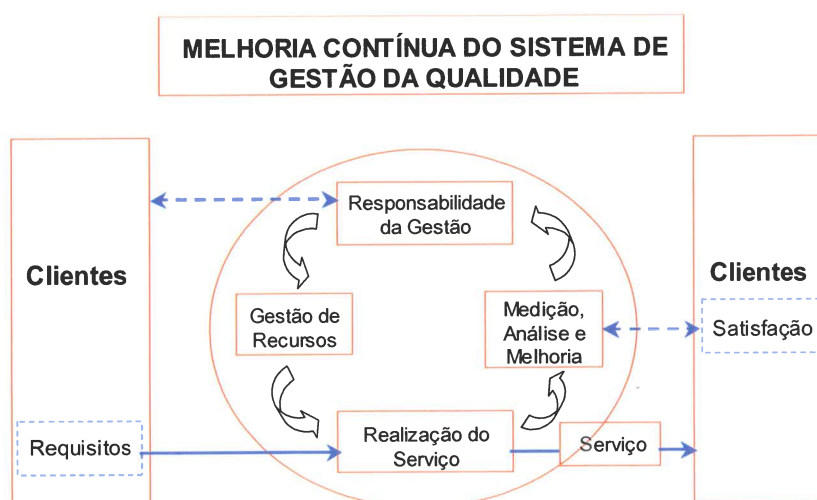 MELHORIA CONTÍNUA DO SISTEMA DE
GESTÃO DA QUALIDADE
Responsabilidade
da Gestão
Clientes
Clientes
Gestão de
Recursos
Medição,
Análise e
Melhoria
Satisfação
Requisitos
Realização do
Serviço
Serviço